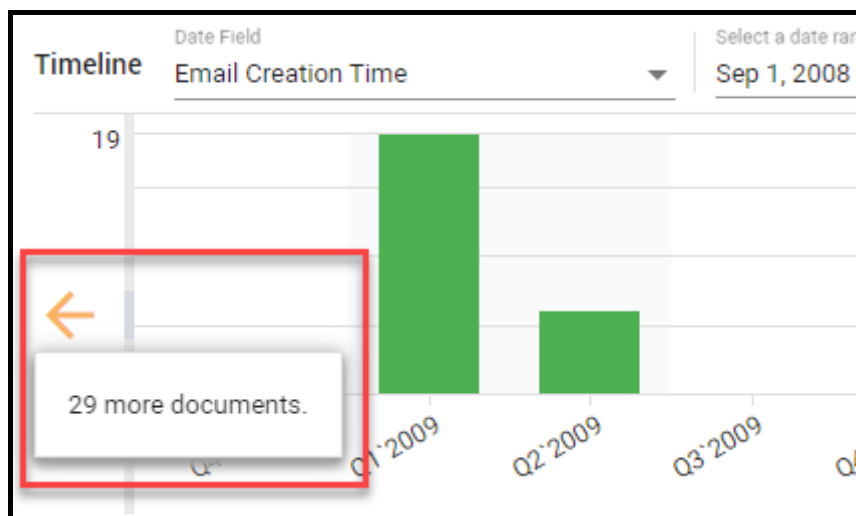 Timeline
Date Field
Email Creation Time
Select a date
Sep 1, 2008
19
29 more documents.
Q1`2009
Q2`2009
Q3`2009